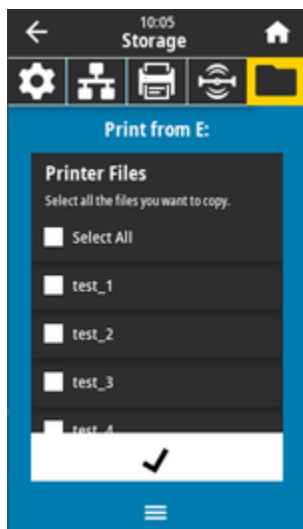 10:05
Storage
Print from E:
Printer Files
Select all the files you want to copy.
Select All
test_1
test_2
test_3
test_4